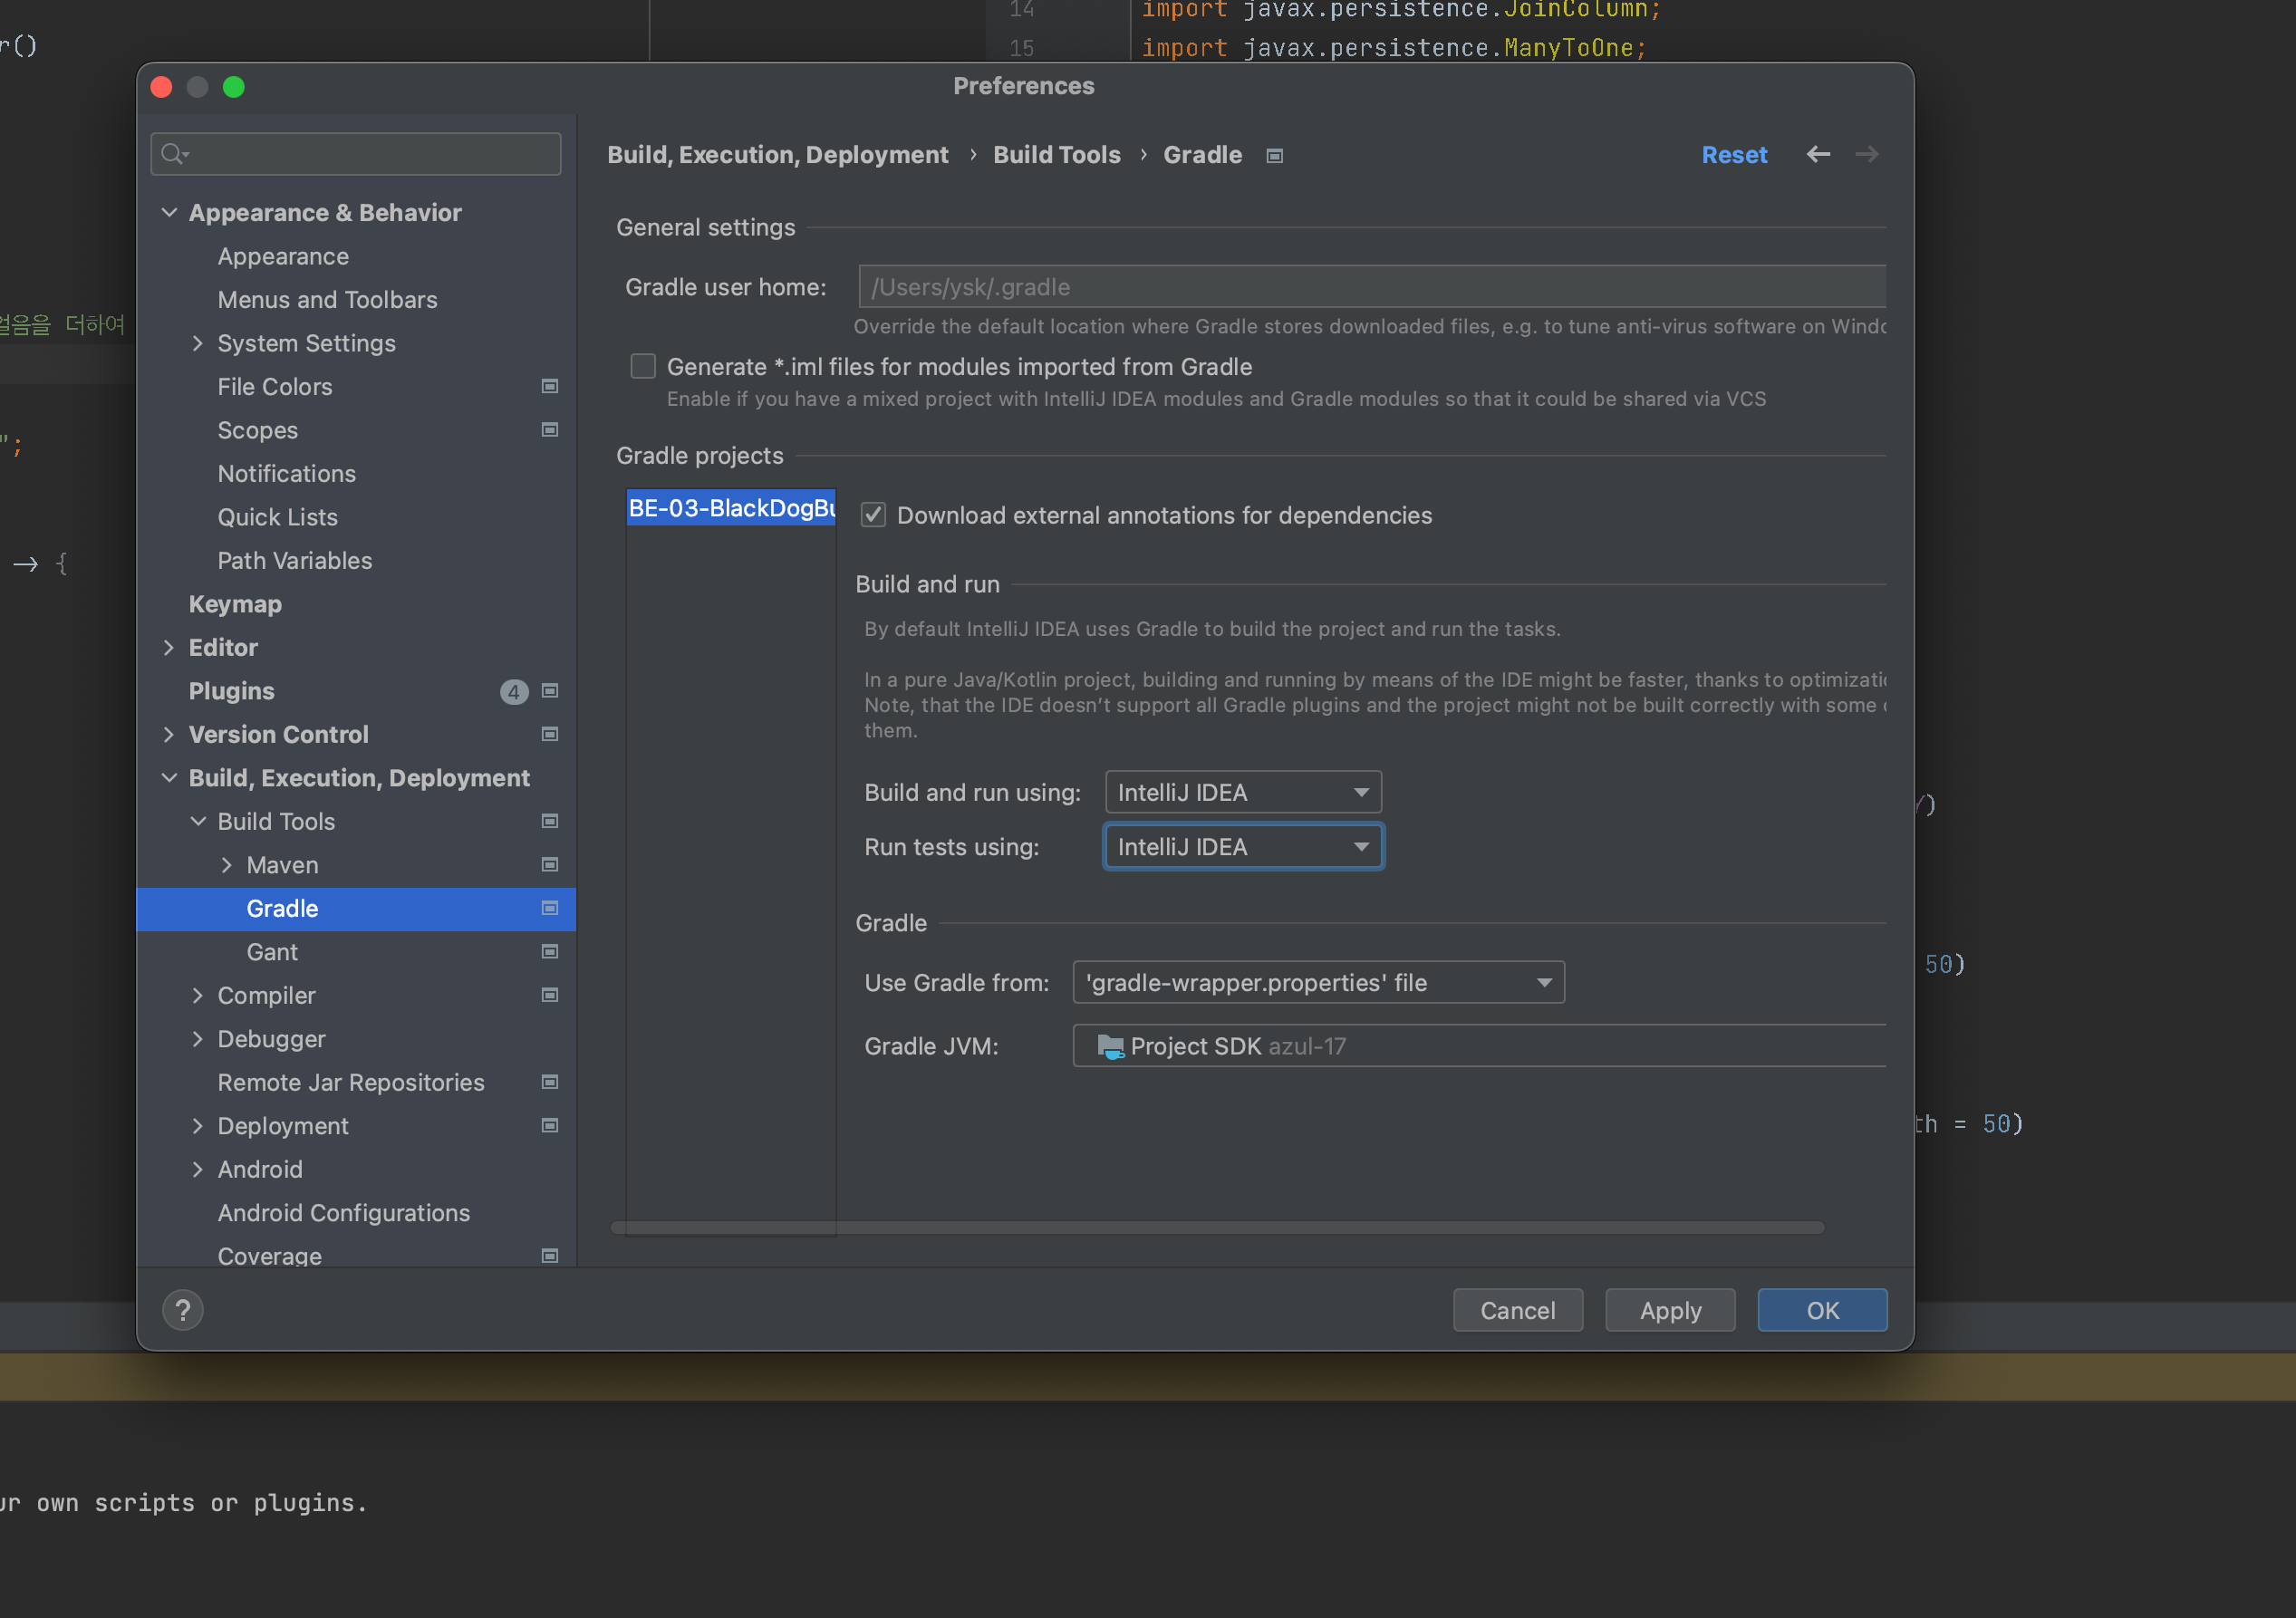 14 import javax.persistence.JoinColumn;
r() 15 import javax.persistence.ManyToOne;
Preferences
Build, Execution, Deployment › Build Tools › Gradle Reset
Appearance & Behavior
General settings
Appearance
Gradle user home: /Users/ysk/.gradle
Menus and Toolbars
얼음을 더하여
Override the default location where Gradle stores downloaded files, e.g. to tune anti-virus software on Windo
System Settings
Generate *.iml files for modules imported from Gradle
File Colors
Enable if you have a mixed project with IntelliJ IDEA modules and Gradle modules so that it could be shared via VCS
Scopes
";
Gradle projects
Notifications
BE-03-BlackDogBu
Download external annotations for dependencies
Quick Lists
-> {
Path Variables
Build and run
Keymap
By default IntelliJ IDEA uses Gradle to build the project and run the tasks.
Editor
In a pure Java/Kotlin project, building and running by means of the IDE might be faster, thanks to optimizatio
Plugins 4
Note, that the IDE doesn't support all Gradle plugins and the project might not be built correctly with some o
them.
Version Control
Build, Execution, Deployment
Build and run using: IntelliJ IDEA
Build Tools
Run tests using: IntelliJ IDEA
Maven
Gradle
Gradle
Gant
Use Gradle from: 'gradle-wrapper.properties' file
50)
Compiler
Debugger
Gradle JVM: Project SDK azul-17
Remote Jar Repositories
Deployment
th = 50)
Android
Android Configurations
Coverage
? Cancel Apply OK
ur own scripts or plugins.